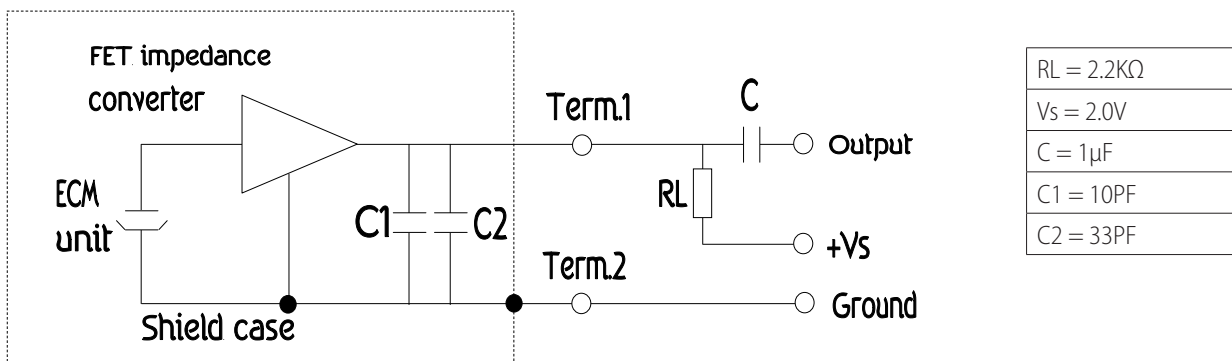 FET impedance
converter
Term.1
C
Output
ECM
unit
C1
C2
RL
+Vs
Term.2
Ground
Shield case
RL = 2.2KΩ
Vs = 2.0V
C = 1µF
C1 = 10PF
C2 = 33PF